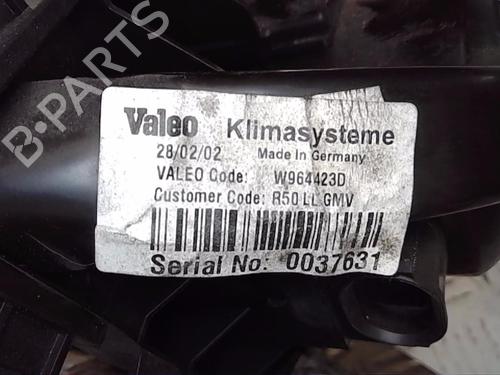 B-PARTS
Valeo Klimasysteme
28/02/02 Made in Germany
VALEO Code: W964423D
Customer Code: R50 LL GMV
Serial No: 0037631